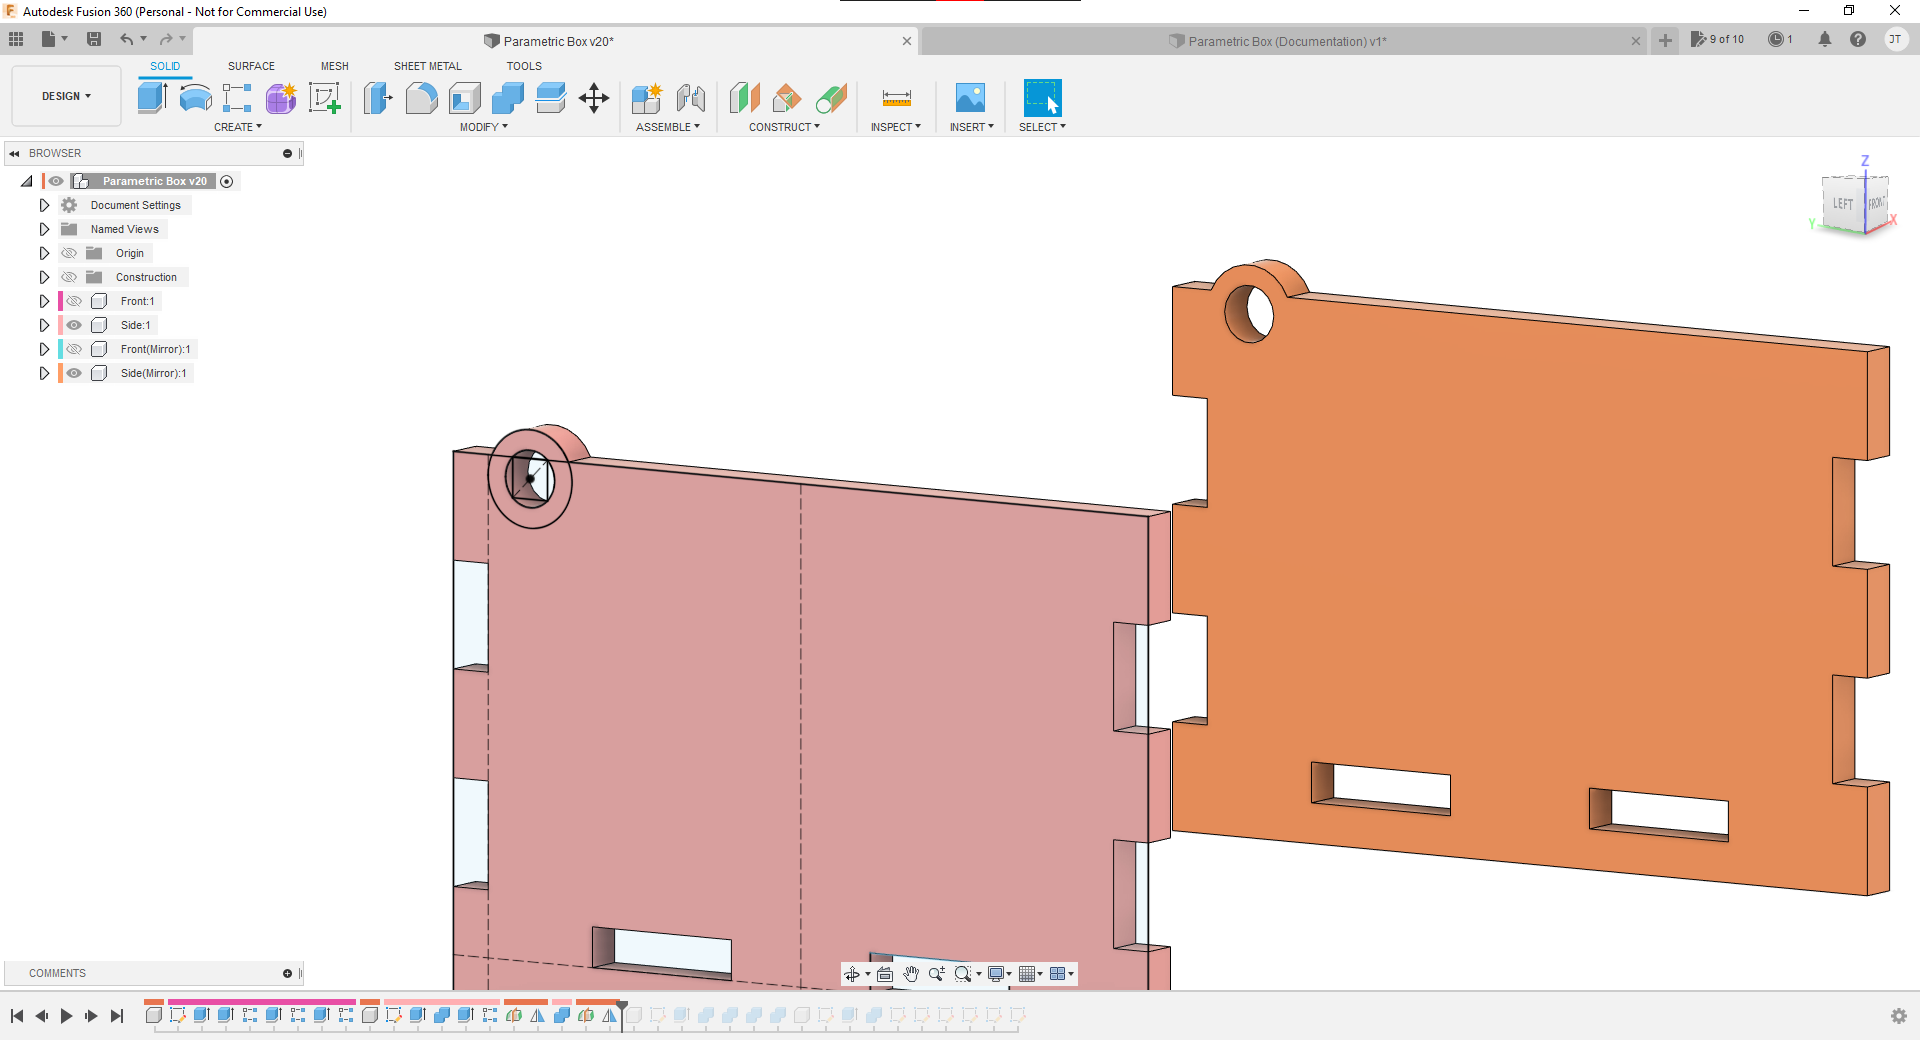 Autodesk Fusion 360 (Personal - Not for Commercial Use)
Parametric Box v20*
Parametric Box (Documentation) v1*
9 of 10
1
JT
DESIGN
SOLID
SURFACE
MESH
SHEET METAL
TOOLS
CREATE
MODIFY
ASSEMBLE
CONSTRUCT
INSPECT
INSERT
SELECT
BROWSER
Parametric Box v20
Document Settings
Named Views
Origin
Construction
Front:1
Side:1
Front(Mirror):1
Side(Mirror):1
Z
LEFT
FRONT
Y
X
COMMENTS